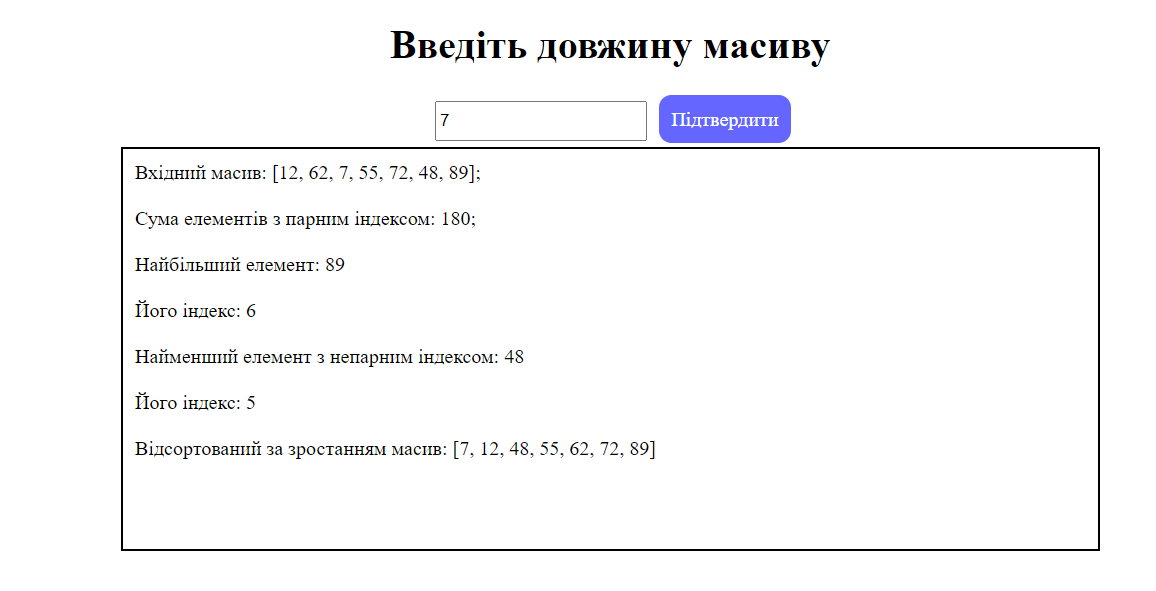 Введіть довжину масиву
7 Підтвердити
Вхідний масив: [12, 62, 7, 55, 72, 48, 89];
Сума елементів з парним індексом: 180;
Найбільший елемент: 89
Його індекс: 6
Найменший елемент з непарним індексом: 48
Його індекс: 5
Відсортований за зростанням масив: [7, 12, 48, 55, 62, 72, 89]